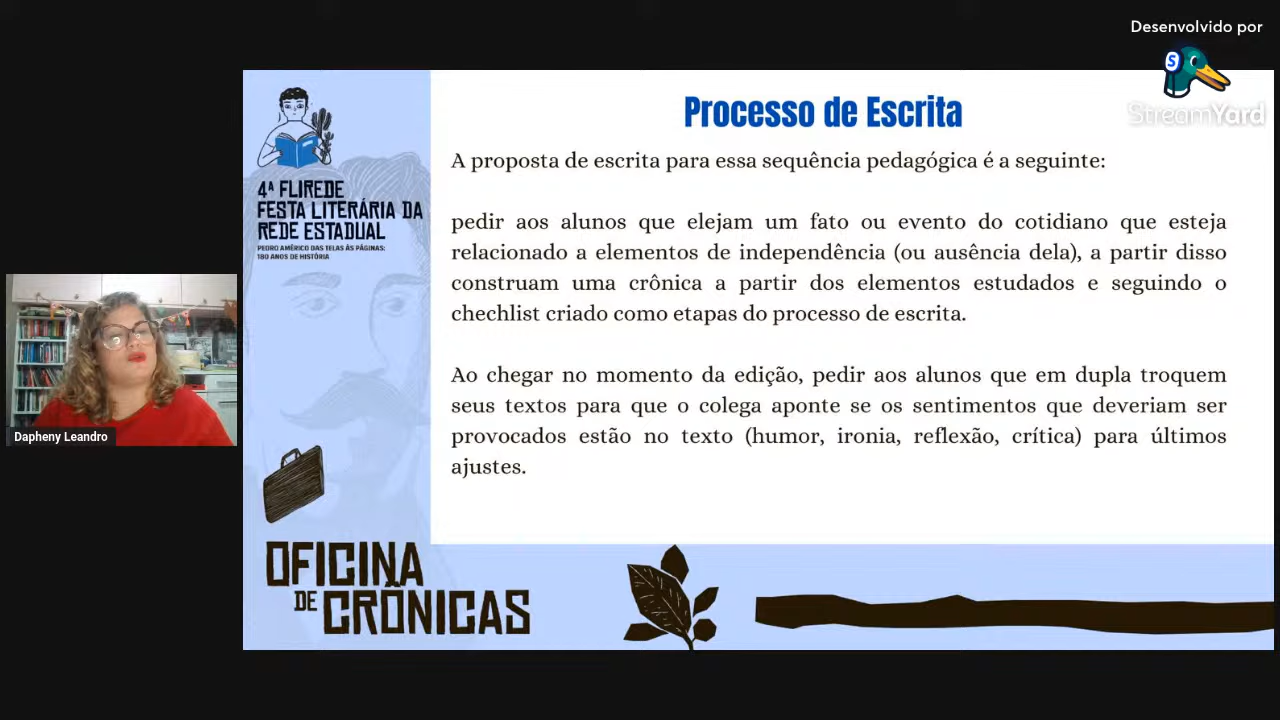 Desenvolvido por
StreamYard
S
4ª FLIREDE
FESTA LITERÁRIA DA
REDE ESTADUAL
PEDRO AMÉRICO DAS TELAS ÀS PÁGINAS:
180 ANOS DE HISTÓRIA
Processo de Escrita
A proposta de escrita para essa sequência pedagógica é a seguinte:
pedir aos alunos que elejam um fato ou evento do cotidiano que esteja
relacionado a elementos de independência (ou ausência dela), a partir disso
construam uma crônica a partir dos elementos estudados e seguindo o
chechlist criado como etapas do processo de escrita.
Ao chegar no momento da edição, pedir aos alunos que em dupla troquem
seus textos para que o colega aponte se os sentimentos que deveriam ser
provocados estão no texto (humor, ironia, reflexão, crítica) para últimos
ajustes.
Dapheny Leandro
OFICINA
DE CRÔNICAS